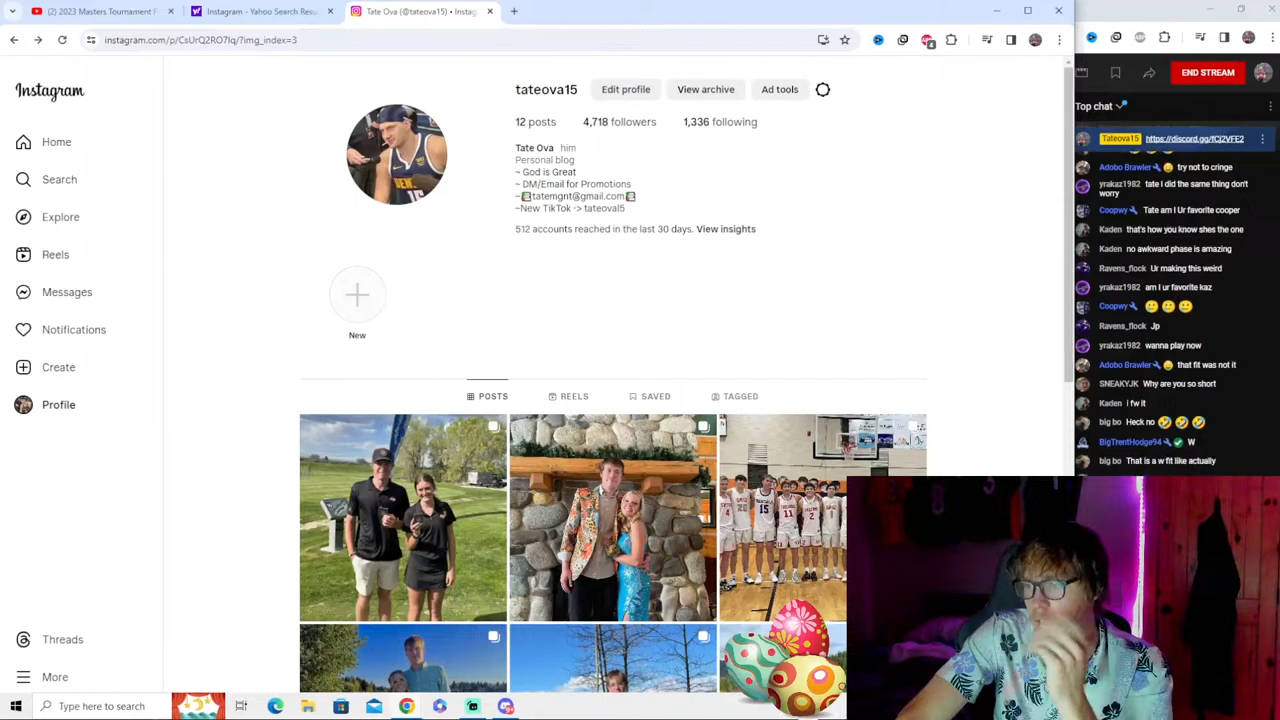 (2) 2023 Masters Tournament F
Instagram - Yahoo Search Resu
Tate Ova (@tateova15) • Instag
instagram.com/p/CsUrQ2RO7Iq/?img_index=3
4
Instagram
Home
Search
Explore
Reels
Messages
Notifications
Create
Profile
Threads
More
tateova15
Edit profile
View archive
Ad tools
12 posts
4,718 followers
1,336 following
Tate Ova him
Personal blog
~ God is Great
~ DM/Email for Promotions
~tatemgnt@gmail.com
~New TikTok -> tateova15
512 accounts reached in the last 30 days. View insights
New
POSTS
REELS
SAVED
TAGGED
15
11
2
END STREAM
Top chat
Tateova15 https://discord.gg/fCj2VFE2
Adobo Brawler try not to cringe
yrakaz1982 tate I did the same thing don't
worry
Coopwy Tate am I Ur favorite cooper
Kaden that's how you know shes the one
Kaden no awkward phase is amazing
Ravens_flock Ur making this weird
yrakaz1982 am I ur favorite kaz
Coopwy
Ravens_flock Jp
yrakaz1982 wanna play now
Adobo Brawler that fit was not it
SNEAKYJK Why are you so short
Kaden i fw it
big bo Heck no
BigTrentHodge94 W
big bo That is a w fit like actually
Type here to search